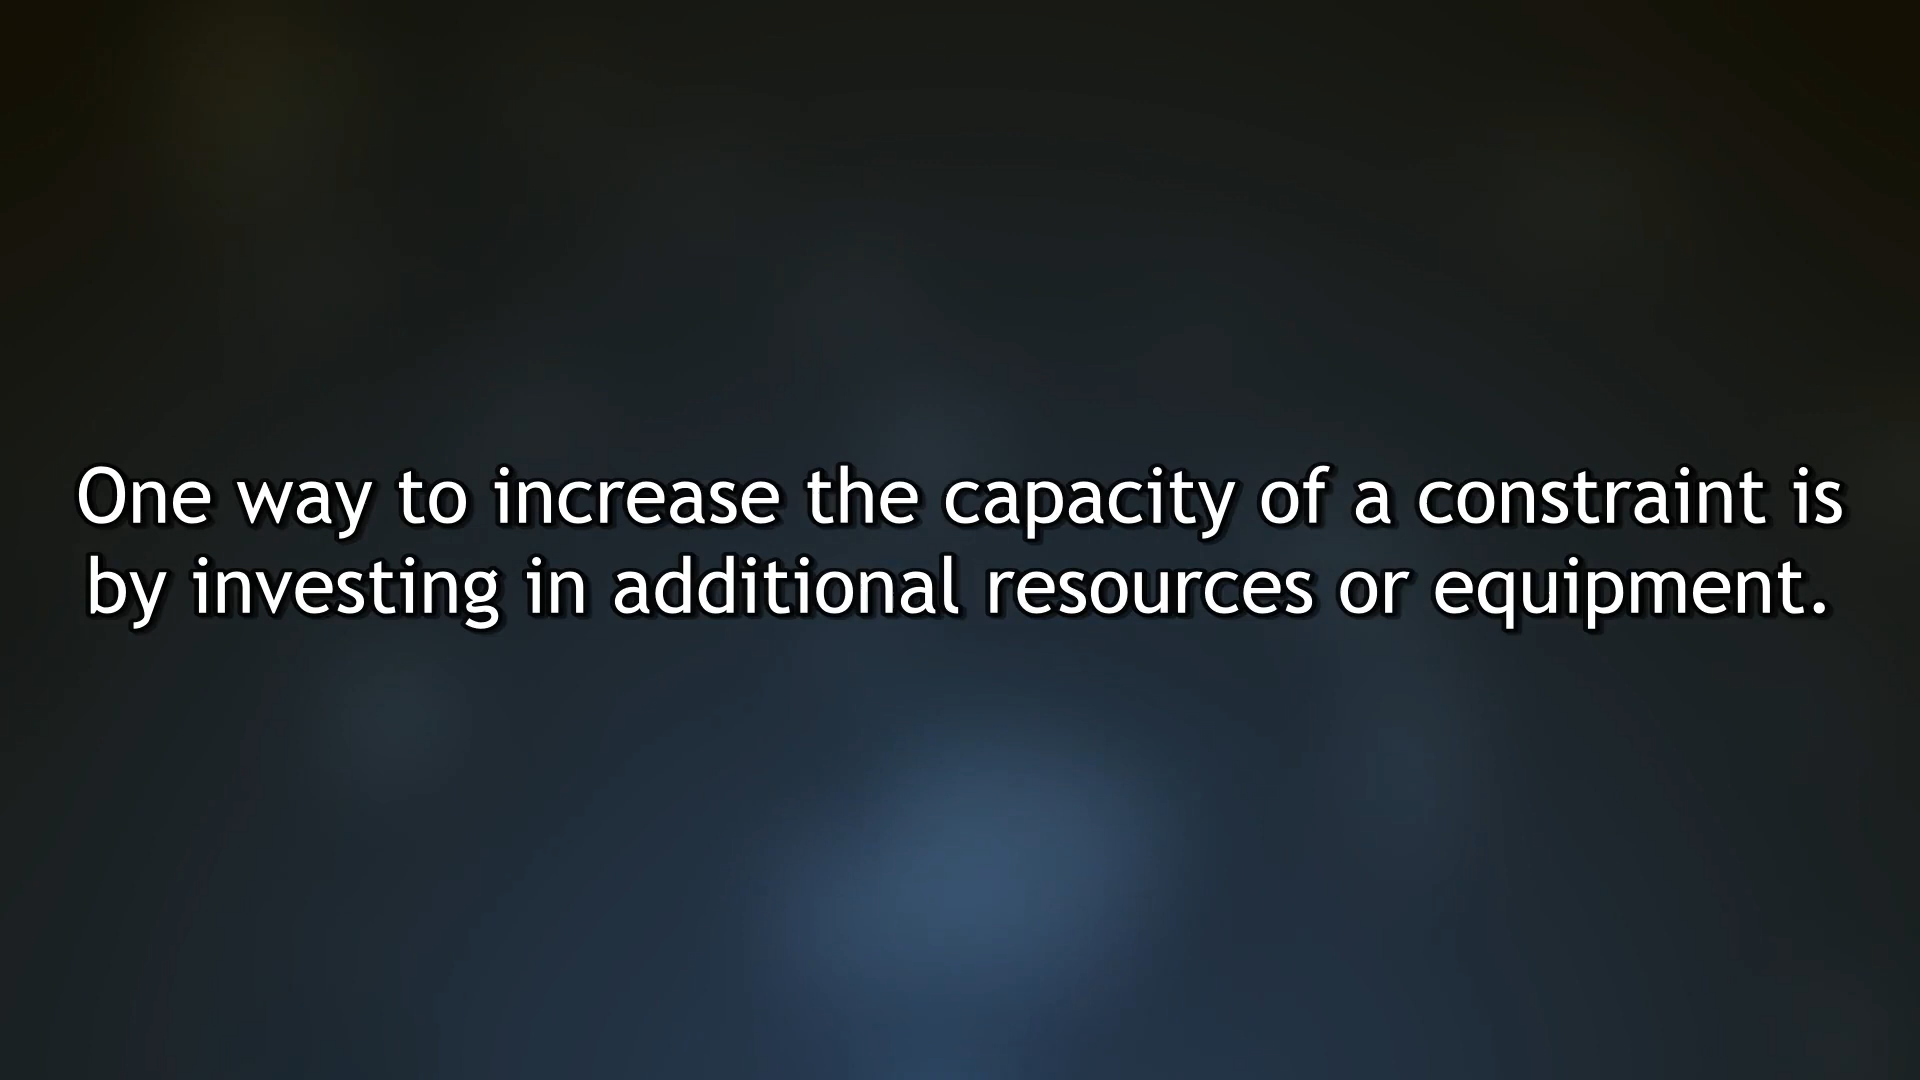 One way to increase the capacity of a constraint is
by investing in additional resources or equipment.